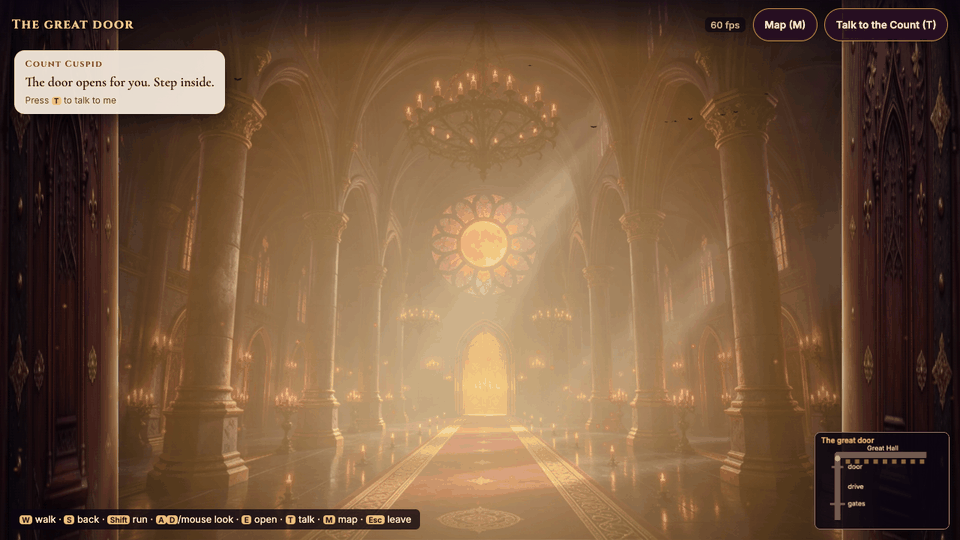 The great door
60 fps
Map (M)
Talk to the Count (T)
Count Cuspid
The door opens for you. Step inside.
Press T to talk to me
The great door
Great Hall
door
drive
gates
W walk · S back · Shift run · A D/mouse look · E open · T talk · M map · Esc leave